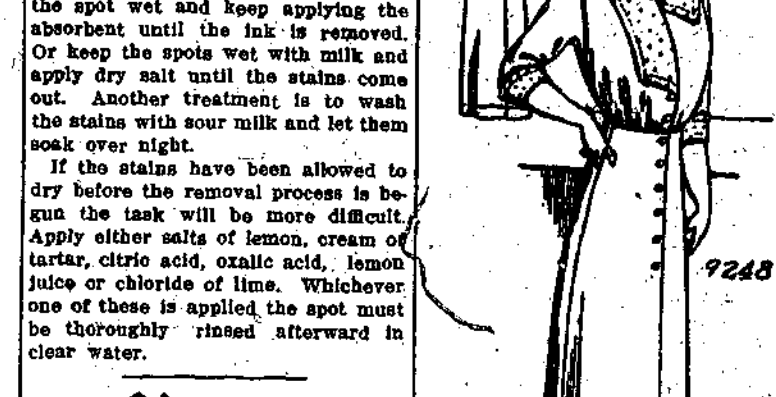 the spot wet and keep applying the
absorbent until the ink is removed.
Or keep the spots wet with milk and
apply dry salt until the stains come
out. Another treatment is to wash
the stains with sour milk and let them
soak over night.
If the stains have been allowed to
dry before the removal process is be-
gun the task will be more difficult.
Apply either salts of lemon, cream of
tartar, citric acid, oxalic acid, lemon
juice or chloride of lime. Whichever
one of these is applied the spot must
be thoroughly rinsed afterward in
clear water.
9248